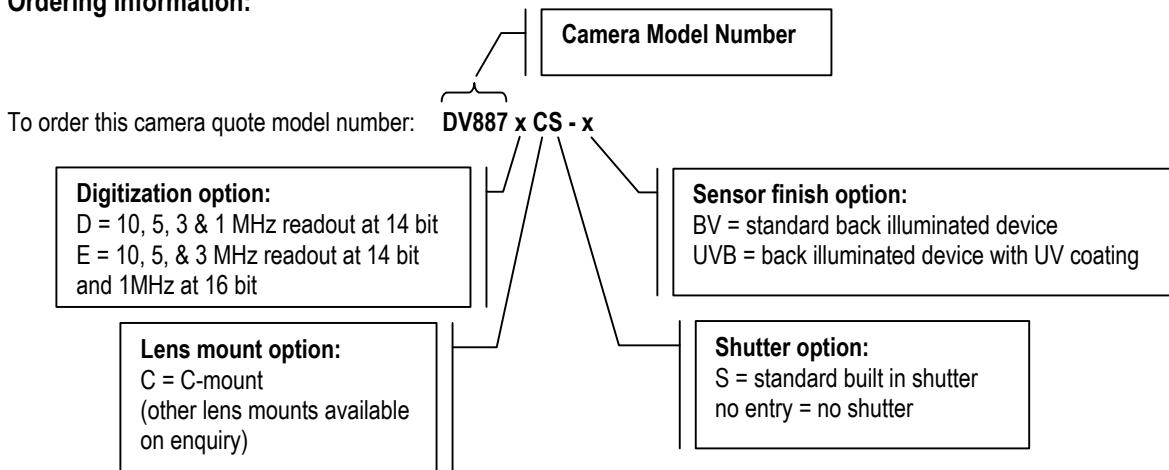 Ordering Information:
Camera Model Number
To order this camera quote model number: DV887 x CS - x
Digitization option:
D = 10, 5, 3 & 1 MHz readout at 14 bit
E = 10, 5, & 3 MHz readout at 14 bit
and 1MHz at 16 bit
Sensor finish option:
BV = standard back illuminated device
UVB = back illuminated device with UV coating
Lens mount option:
C = C-mount
(other lens mounts available
on enquiry)
Shutter option:
S = standard built in shutter
no entry = no shutter